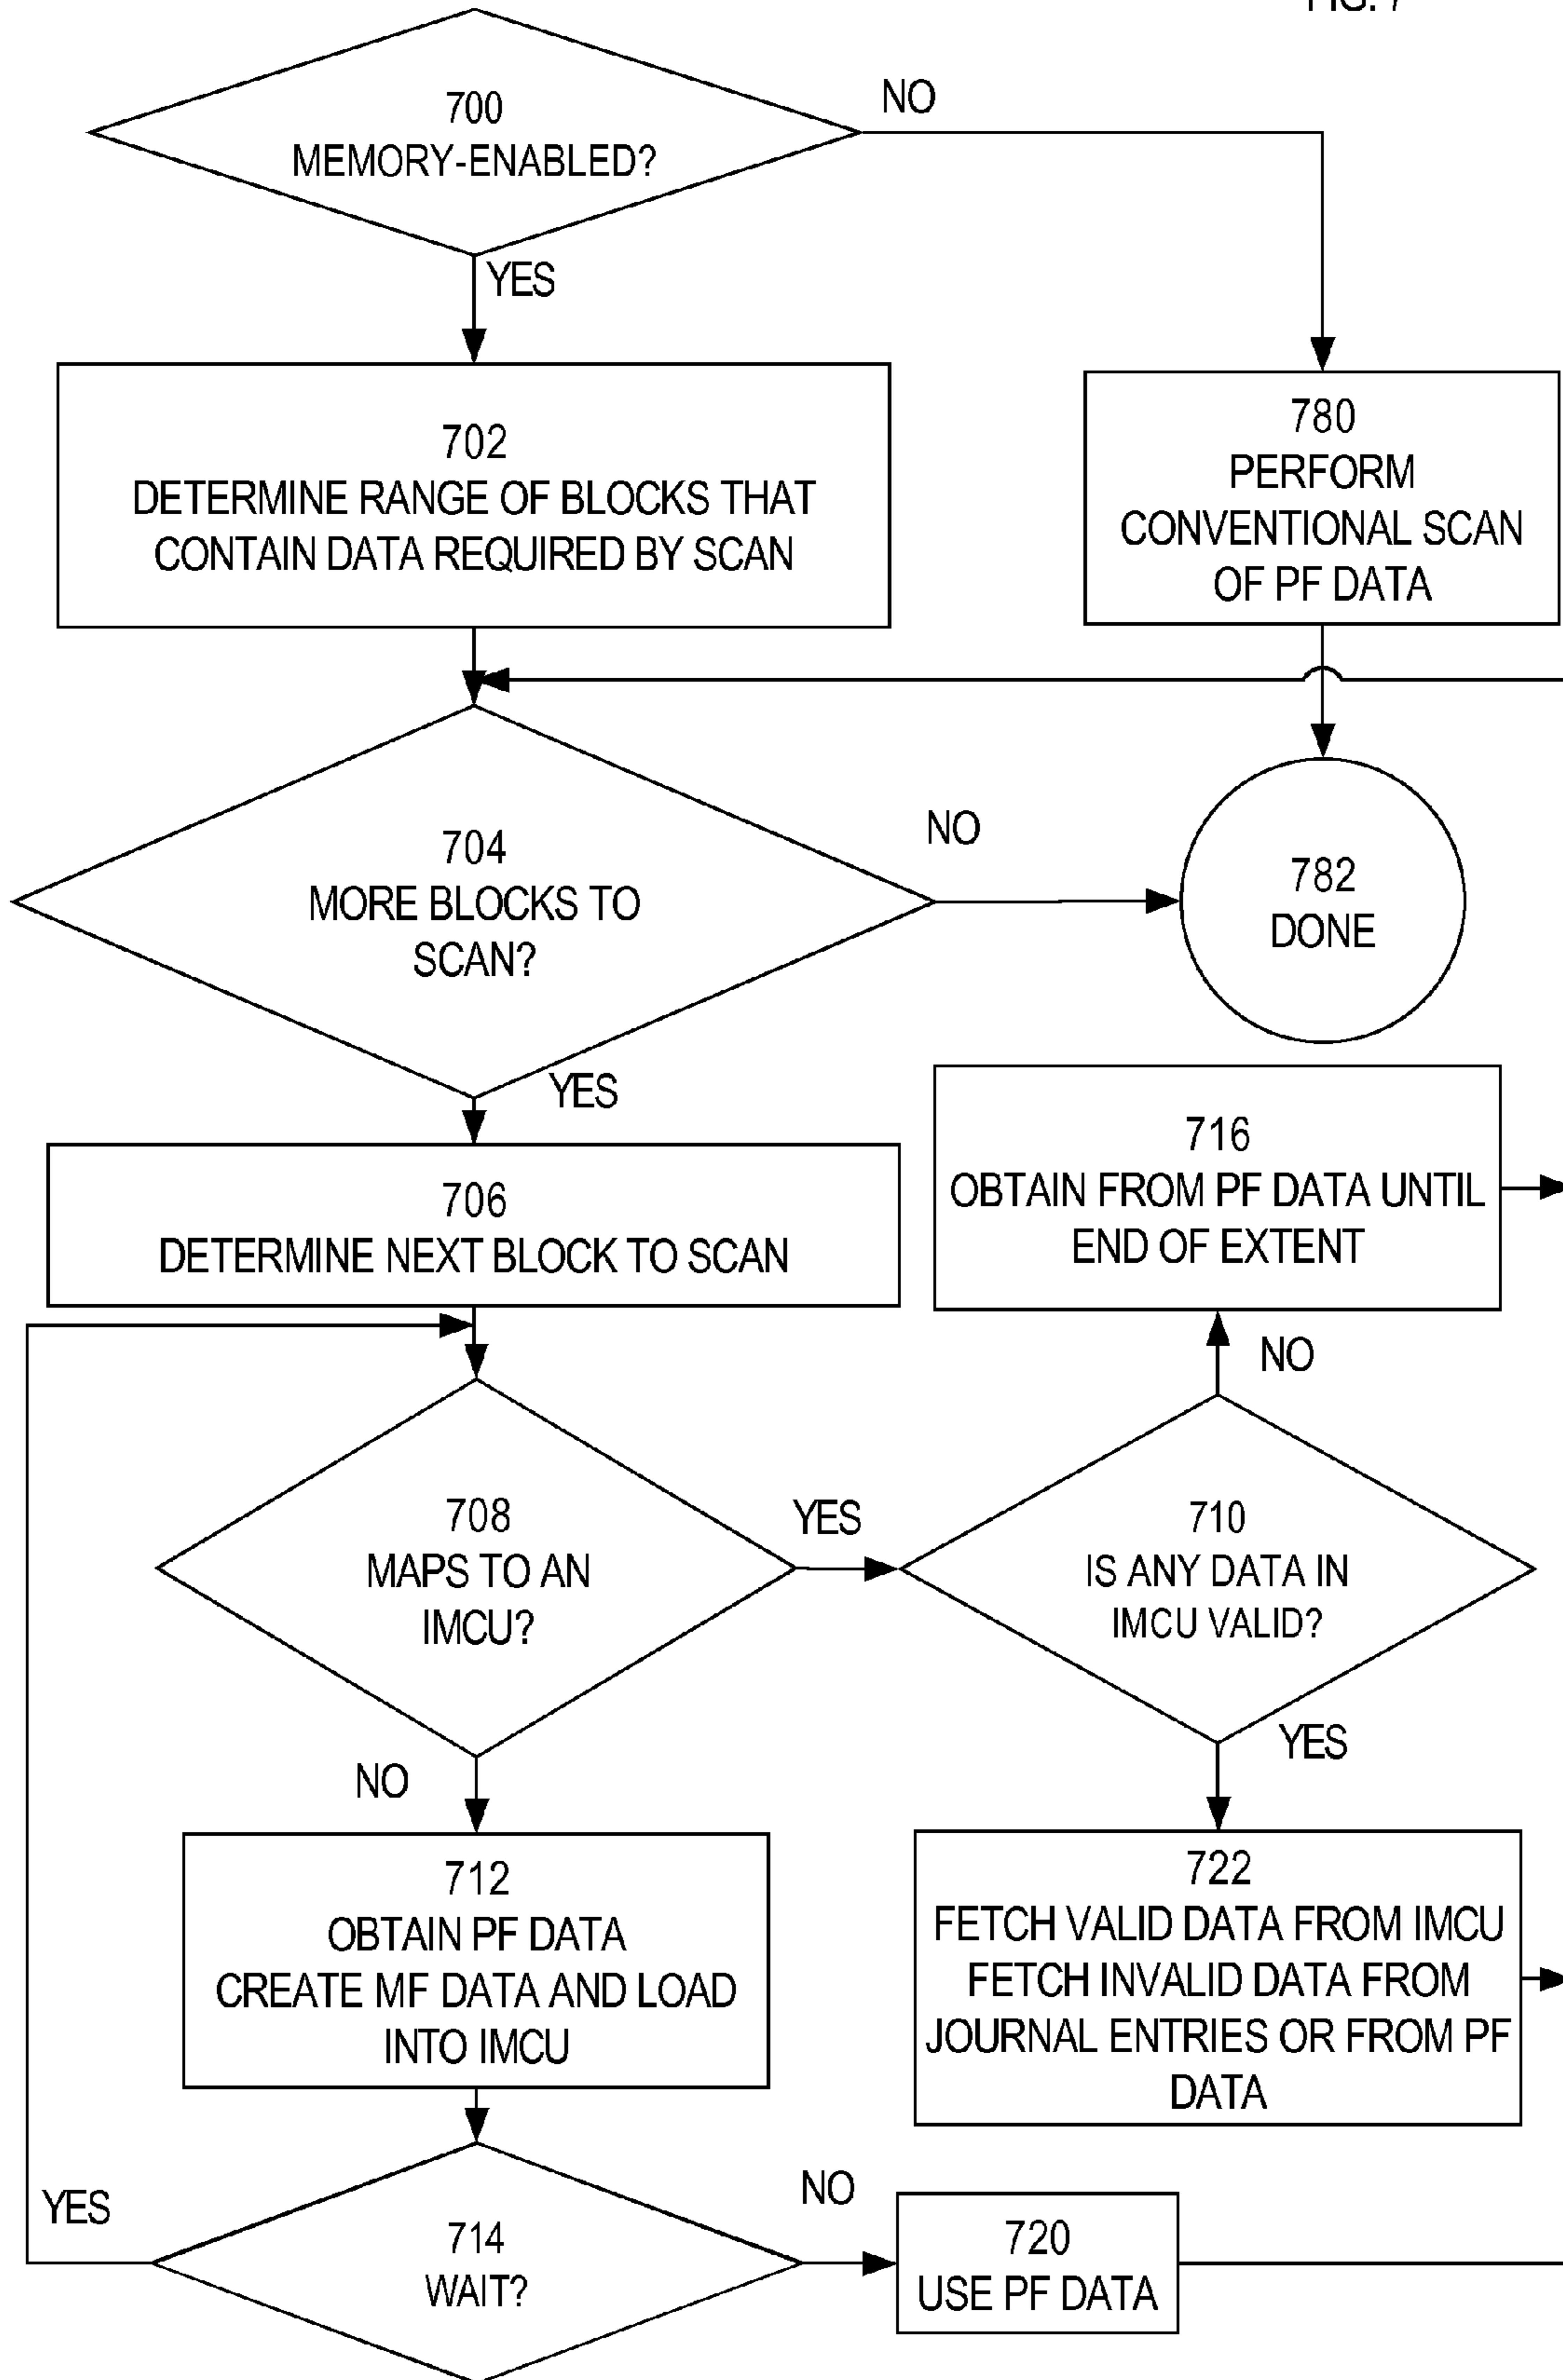 FIG. 7
700
MEMORY-ENABLED?
NO
YES
702
DETERMINE RANGE OF BLOCKS THAT
CONTAIN DATA REQUIRED BY SCAN
780
PERFORM
CONVENTIONAL SCAN
OF PF DATA
704
MORE BLOCKS TO
SCAN?
NO
782
DONE
YES
706
DETERMINE NEXT BLOCK TO SCAN
716
OBTAIN FROM PF DATA UNTIL
END OF EXTENT
NO
708
MAPS TO AN
IMCU?
YES
710
IS ANY DATA IN
IMCU VALID?
YES
NO
712
OBTAIN PF DATA
CREATE MF DATA AND LOAD
INTO IMCU
722
FETCH VALID DATA FROM IMCU
FETCH INVALID DATA FROM
JOURNAL ENTRIES OR FROM PF
DATA
YES
714
WAIT?
NO
720
USE PF DATA